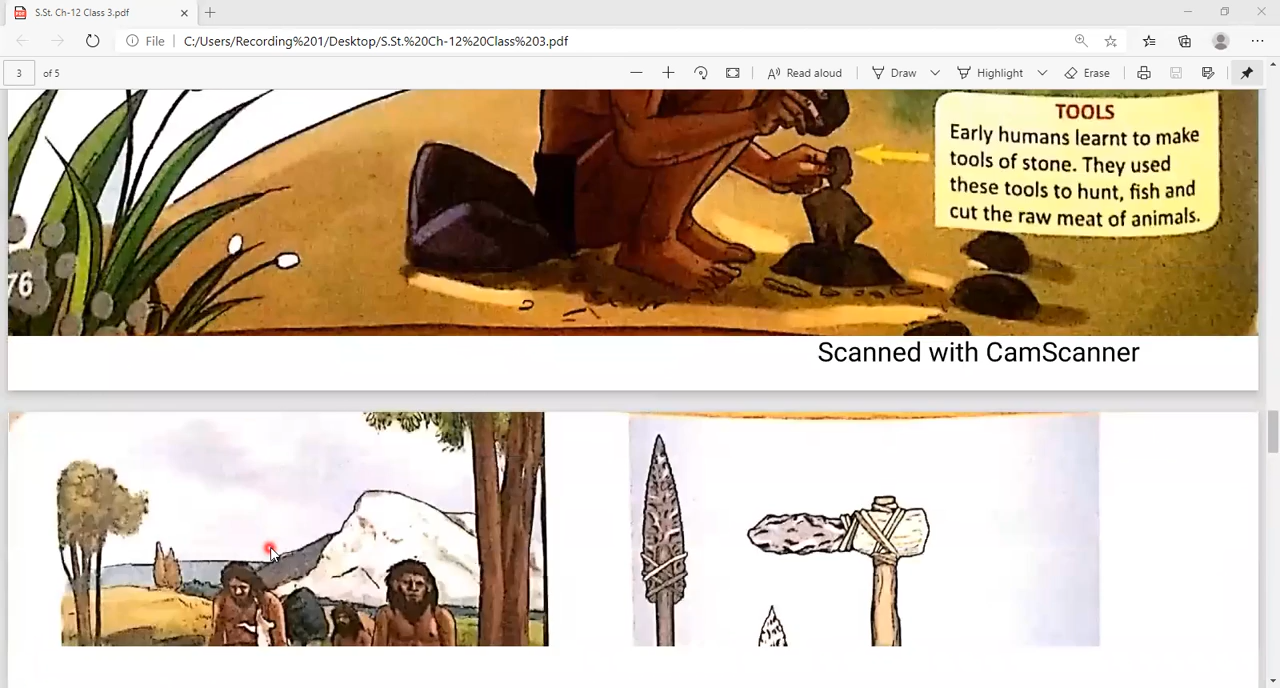 S.St. Ch-12 Class 3.pdf
File C:/Users/Recording%201/Desktop/S.St.%20Ch-12%20Class%203.pdf
3 of 5 Read aloud Draw Highlight Erase
TOOLS
Early humans learnt to make
tools of stone. They used
these tools to hunt, fish and
cut the raw meat of animals.
76
Scanned with CamScanner